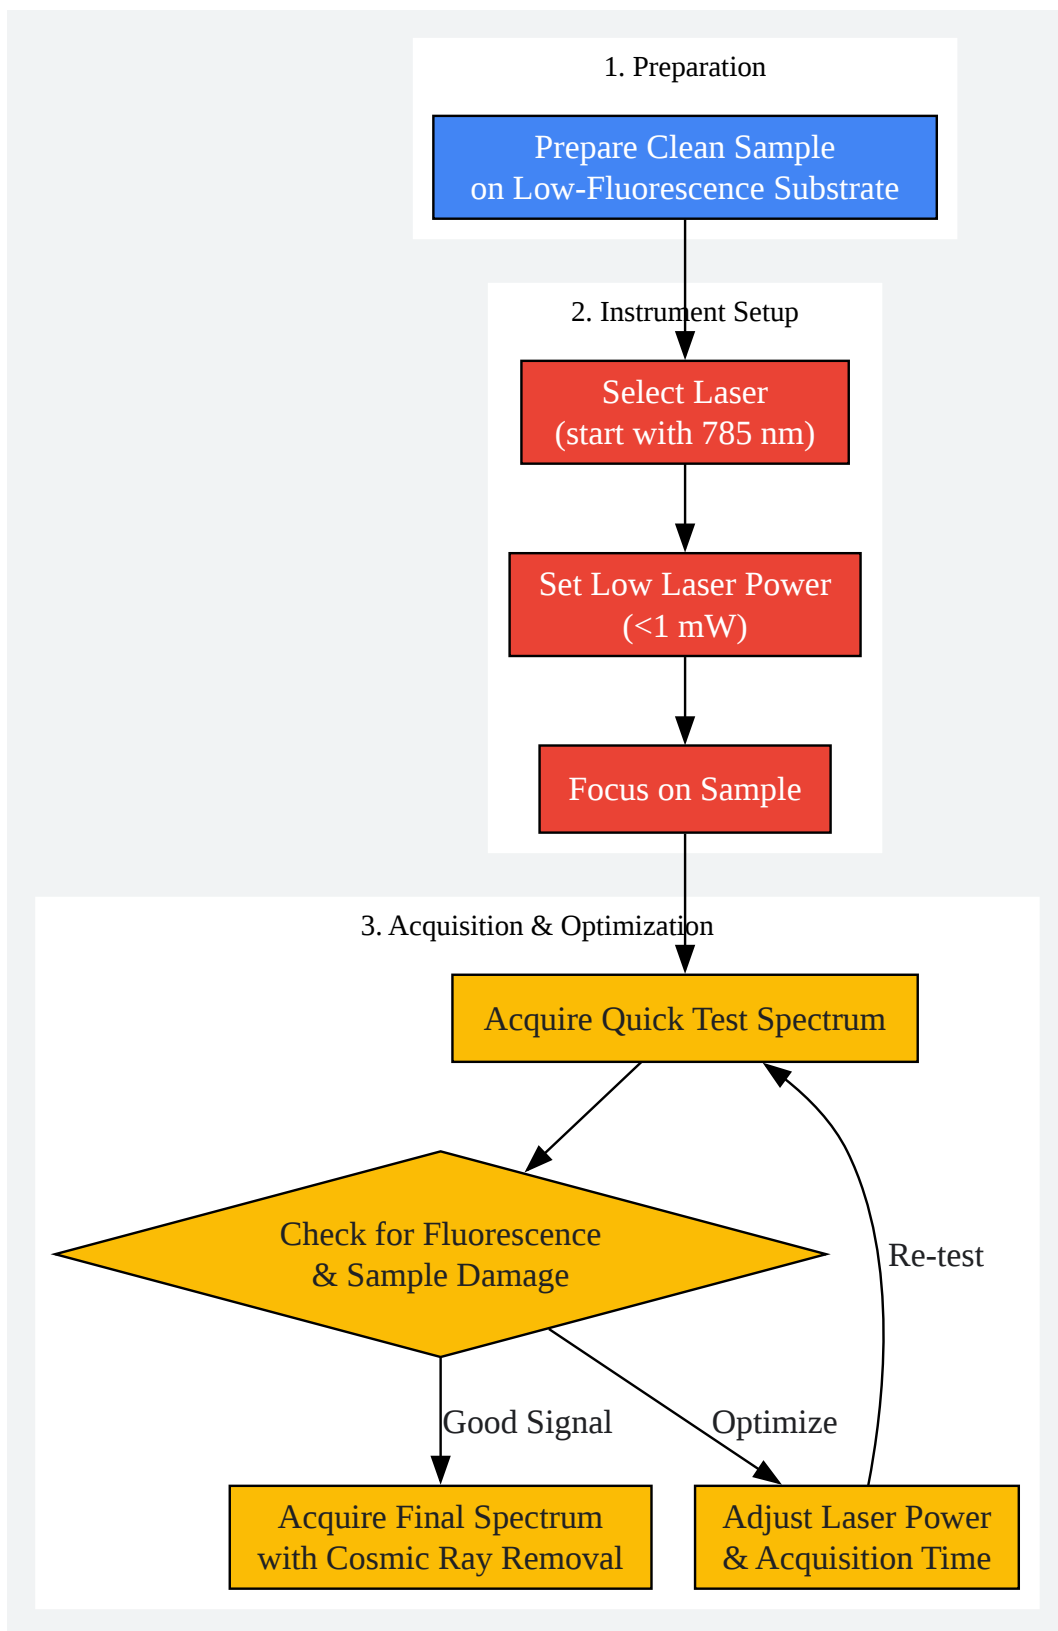 1. Preparation
Prepare Clean Sample
on Low-Fluorescence Substrate
2. Instrument Setup
Select Laser
(start with 785 nm)
Set Low Laser Power
(<1 mW)
Focus on Sample
3. Acquisition & Optimization
Acquire Quick Test Spectrum
Check for Fluorescence
& Sample Damage
Re-test
Good Signal
Optimize
Acquire Final Spectrum
with Cosmic Ray Removal
Adjust Laser Power
& Acquisition Time